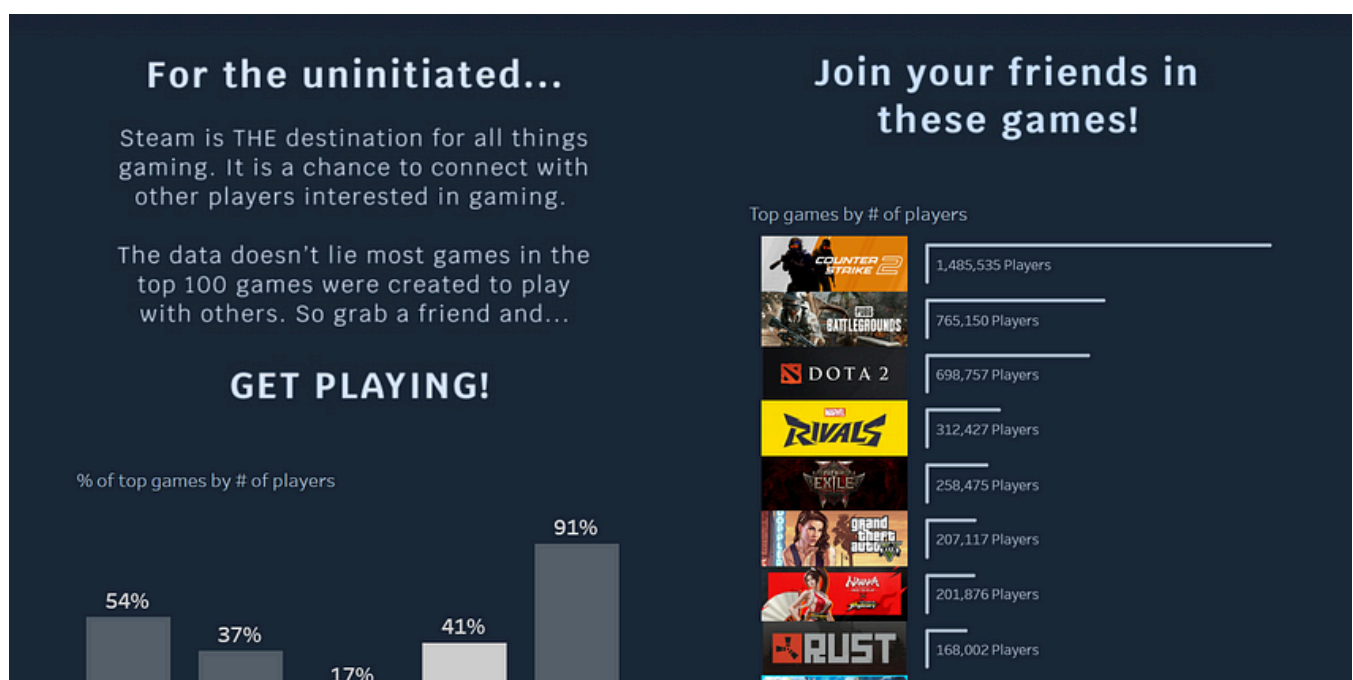 For the uninitiated...
Steam is THE destination for all things
gaming. It is a chance to connect with
other players interested in gaming.
The data doesn't lie most games in the
top 100 games were created to play
with others. So grab a friend and...
GET PLAYING!
% of top games by # of players
54%
37%
17%
41%
91%
Join your friends in
these games!
Top games by # of players
COUNTER
STRIKE 2
1,485,535 Players
PUBG
BATTLEGROUNDS
765,150 Players
DOTA 2
698,757 Players
MARVEL
RIVALS
312,427 Players
EXILE
258,475 Players
grand
theft
auto
207,117 Players
201,876 Players
RUST
168,002 Players